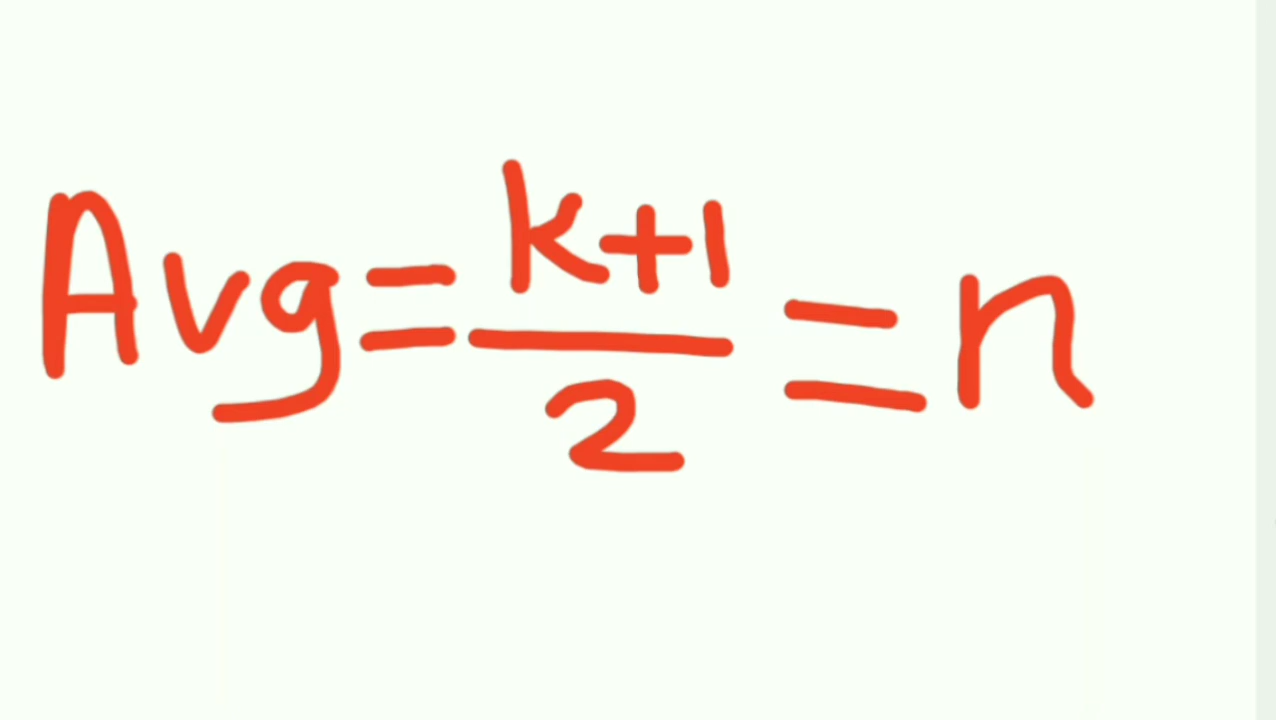 Avg = k+1/2 = n